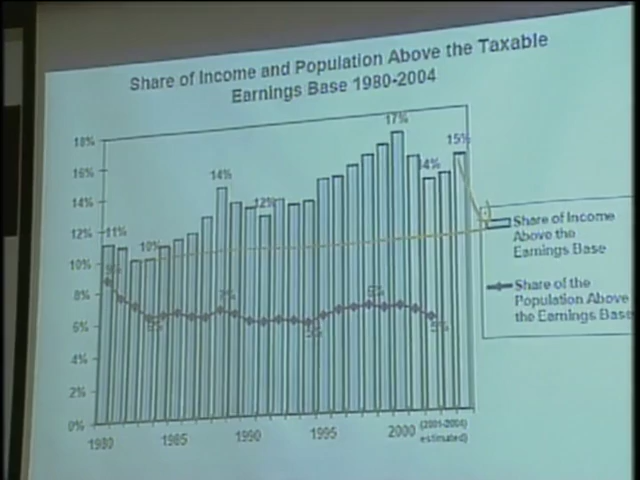 Share of Income and Population Above the Taxable
Earnings Base 1980-2004
18%
16%
14%
12%
10%
8%
6%
4%
2%
0%
11%
10%
14%
12%
17%
14%
15%
1980
1985
1990
1995
2000
(2001-2004)
estimated)
Share of Income
Above the
Earnings Base
Share of the
Population Above
the Earnings Base